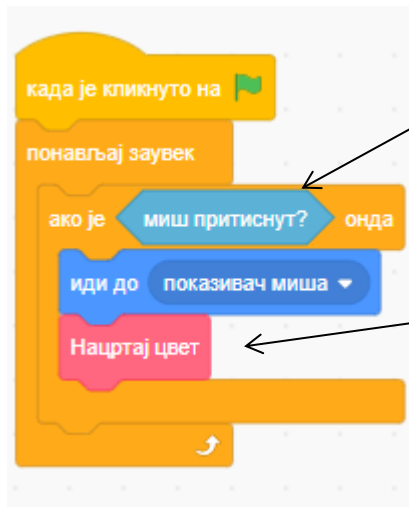 када је кликнуто на
понављај заувек
ако је миш притиснут? онда
иди до показивач миша
Нацртај цвет